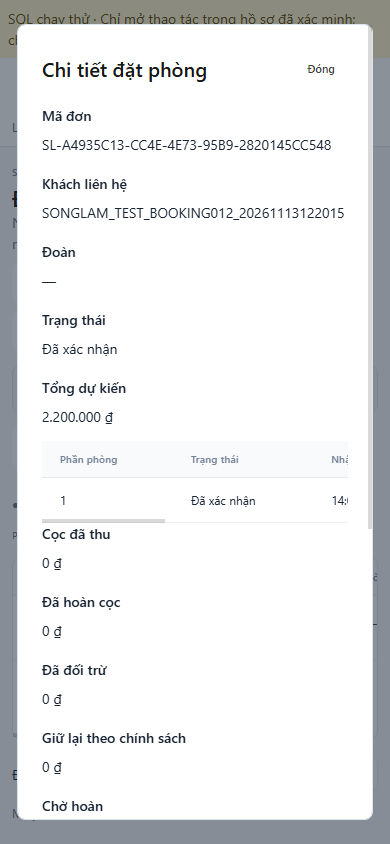 SQL chạy thử · Chỉ mở thao tác trong hồ sơ đã xác minh:
Chi tiết đặt phòng
Đóng
Mã đơn
SL-A4935C13-CC4E-4E73-95B9-2820145CC548
Khách liên hệ
SONGLAM_TEST_BOOKING012_20261113122015
Đoàn
—
Trạng thái
Đã xác nhận
Tổng dự kiến
2.200.000 ₫
Phần phòng Trạng thái
1 Đã xác nhận
Cọc đã thu
0 ₫
Đã hoàn cọc
0 ₫
Đã đối trừ
0 ₫
Giữ lại theo chính sách
0 ₫
Chờ hoàn